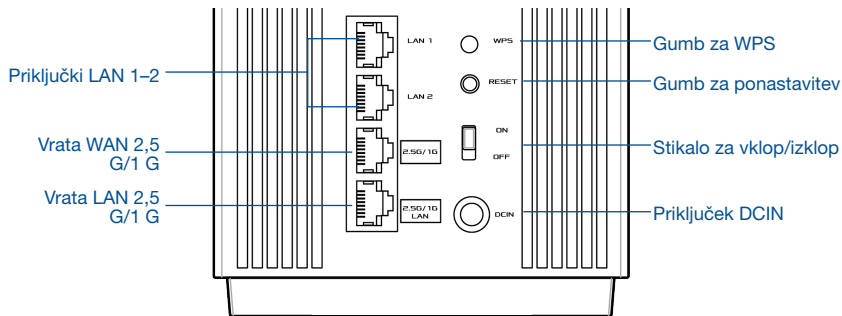 Priključki LAN 1–2
Vrata WAN 2,5
G/1 G
Vrata LAN 2,5
G/1 G
LAN 1
LAN 2
2.5G/1G
2.5G/1G
LAN
WPS
RESET
ON
OFF
DCIN
Gumb za WPS
Gumb za ponastavitev
Stikalo za vklop/izklop
Priključek DCIN